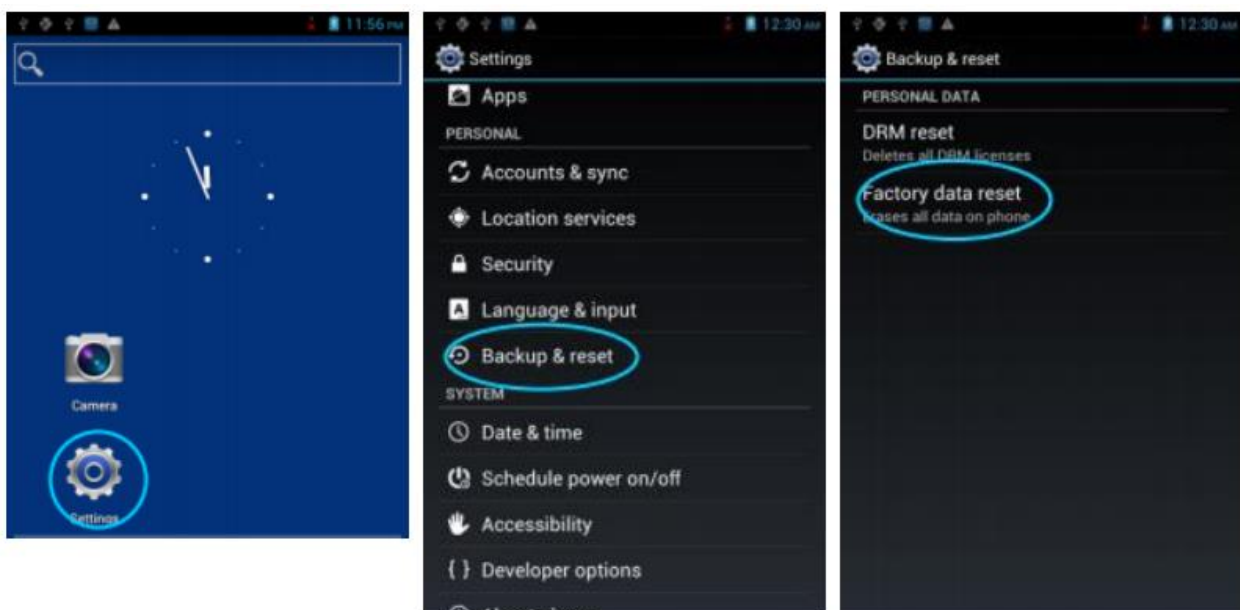 11:56 PM
Camera
Settings
12:30 AM
Settings
Apps
PERSONAL
Accounts & sync
Location services
Security
Language & input
Backup & reset
SYSTEM
Date & time
Schedule power on/off
Accessibility
{ } Developer options
12:30 AM
Backup & reset
PERSONAL DATA
DRM reset
Deletes all DRM licenses
Factory data reset
Erases all data on phone